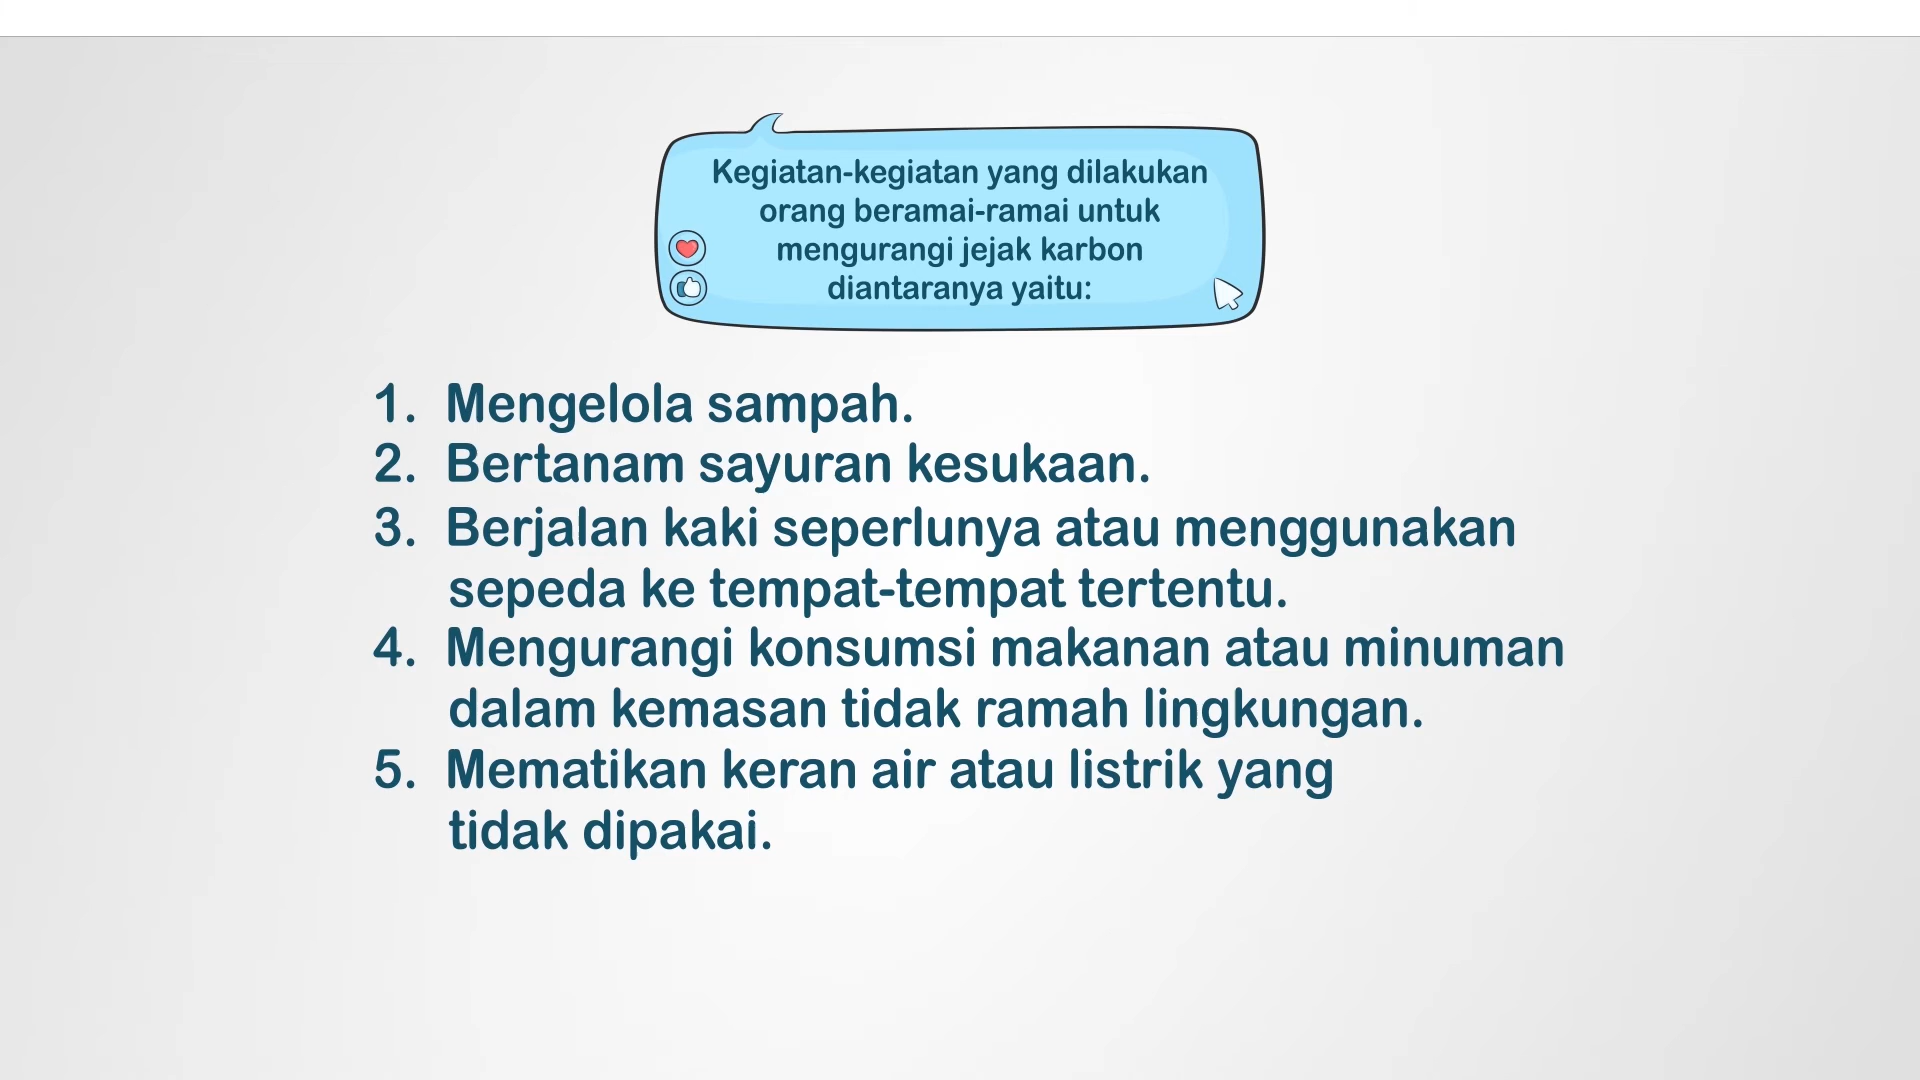 Kegiatan-kegiatan yang dilakukan
orang beramai-ramai untuk
mengurangi jejak karbon
diantaranya yaitu:
1. Mengelola sampah.
2. Bertanam sayuran kesukaan.
3. Berjalan kaki seperlunya atau menggunakan
sepeda ke tempat-tempat tertentu.
4. Mengurangi konsumsi makanan atau minuman
dalam kemasan tidak ramah lingkungan.
5. Mematikan keran air atau listrik yang
tidak dipakai.